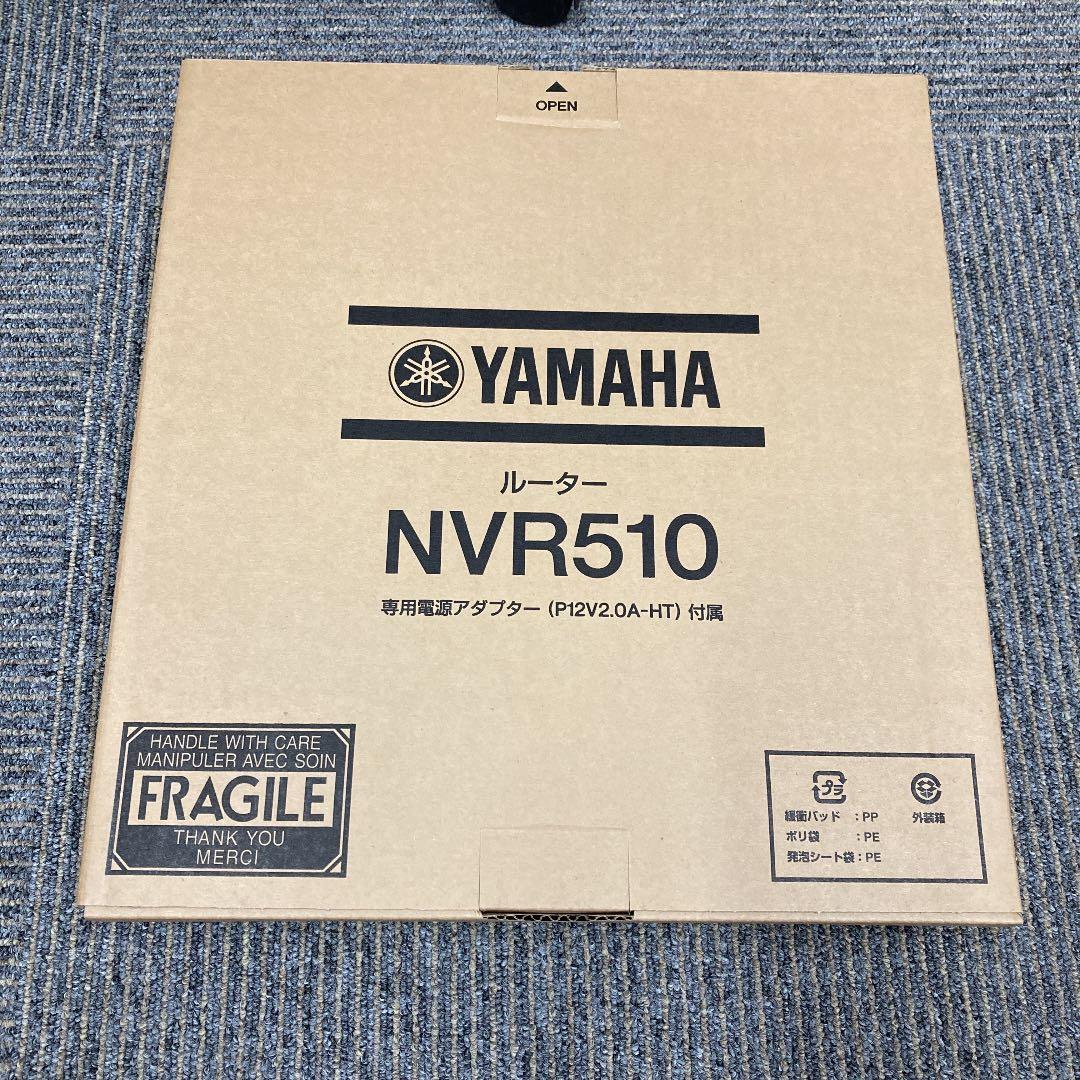 OPEN
YAMAHA
ルーター
NVR510
専用電源アダプター (P12V2.0A-HT) 付属
HANDLE WITH CARE
MANIPULER AVEC SOIN
FRAGILE
THANK YOU
MERCI
プラ
緩衝パッド :PP 外装箱
ポリ袋 :PE
発泡シート袋:PE